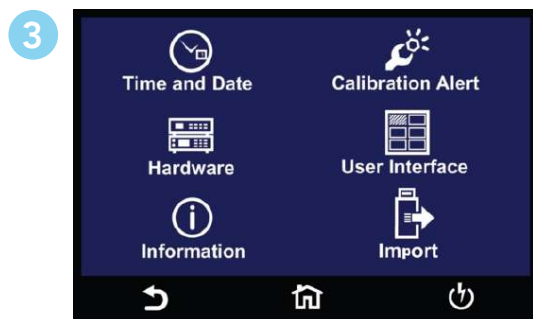 3
Time and Date
Calibration Alert
Hardware
User Interface
Information
Import